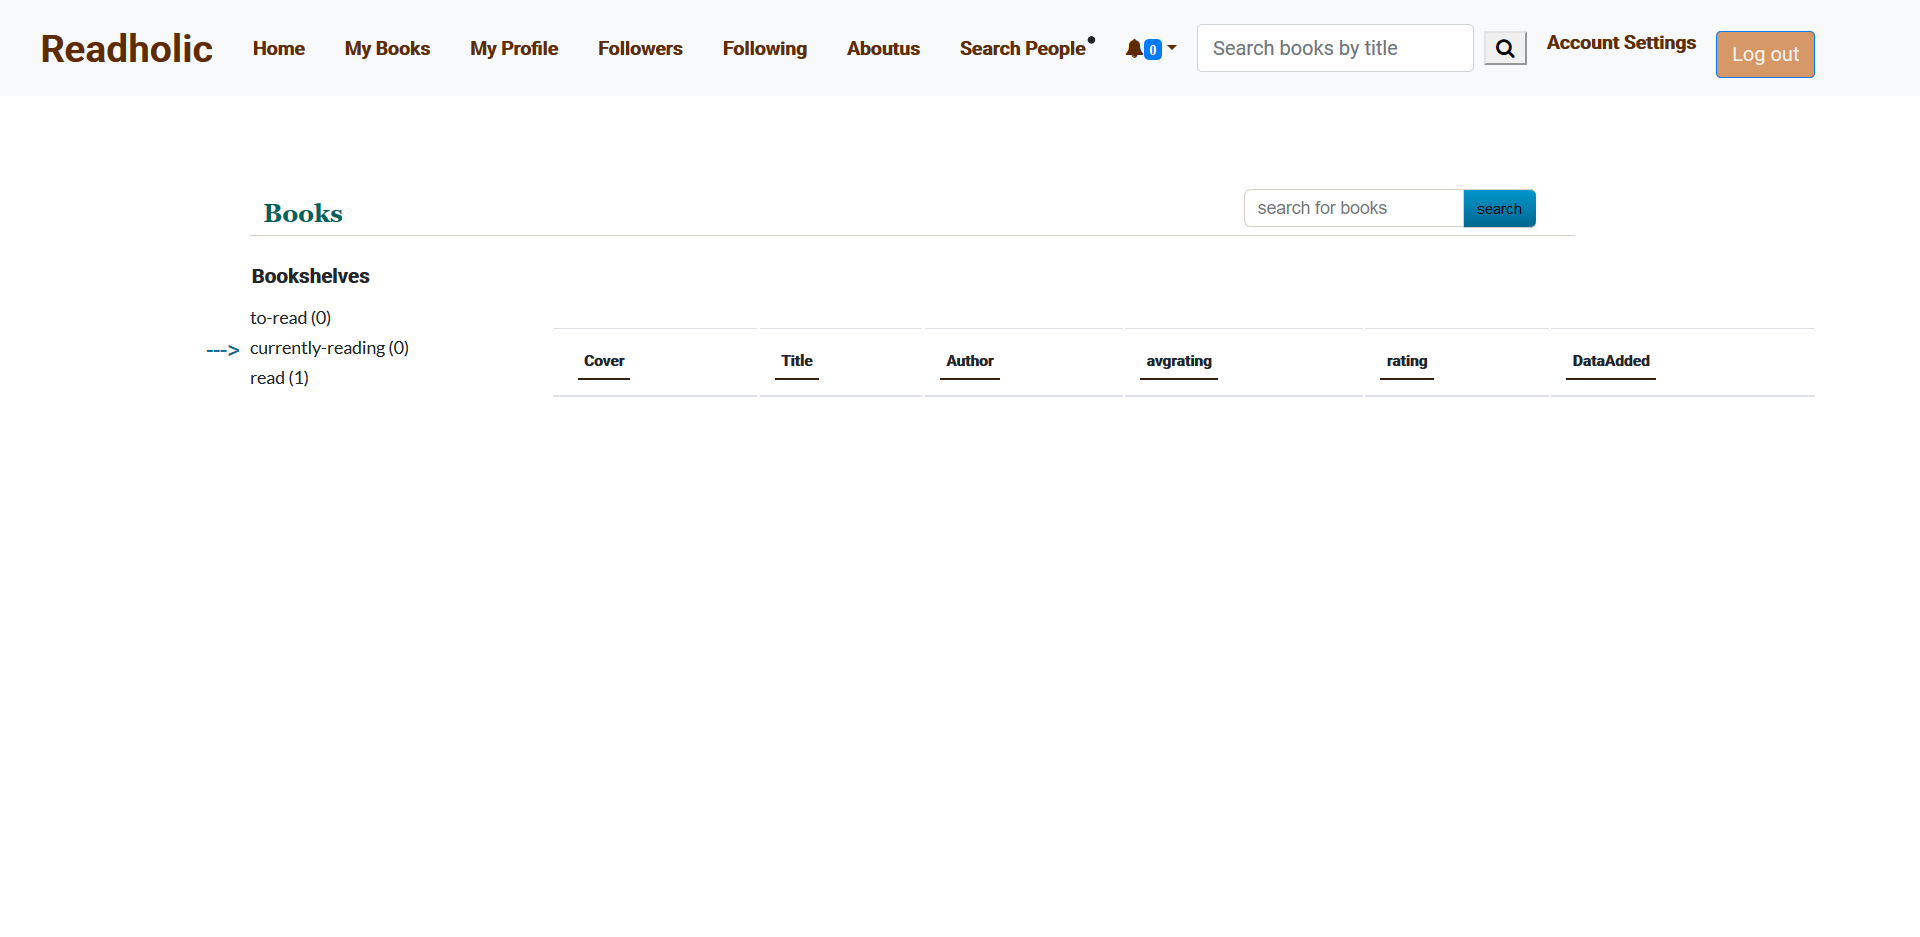 Readholic Home My Books My Profile Followers Following Aboutus Search People 0 Search books by title Account Settings Log out
Books search for books search
Bookshelves
to-read (0)
---> currently-reading (0)
read (1)
Cover Title Author avgrating rating DataAdded